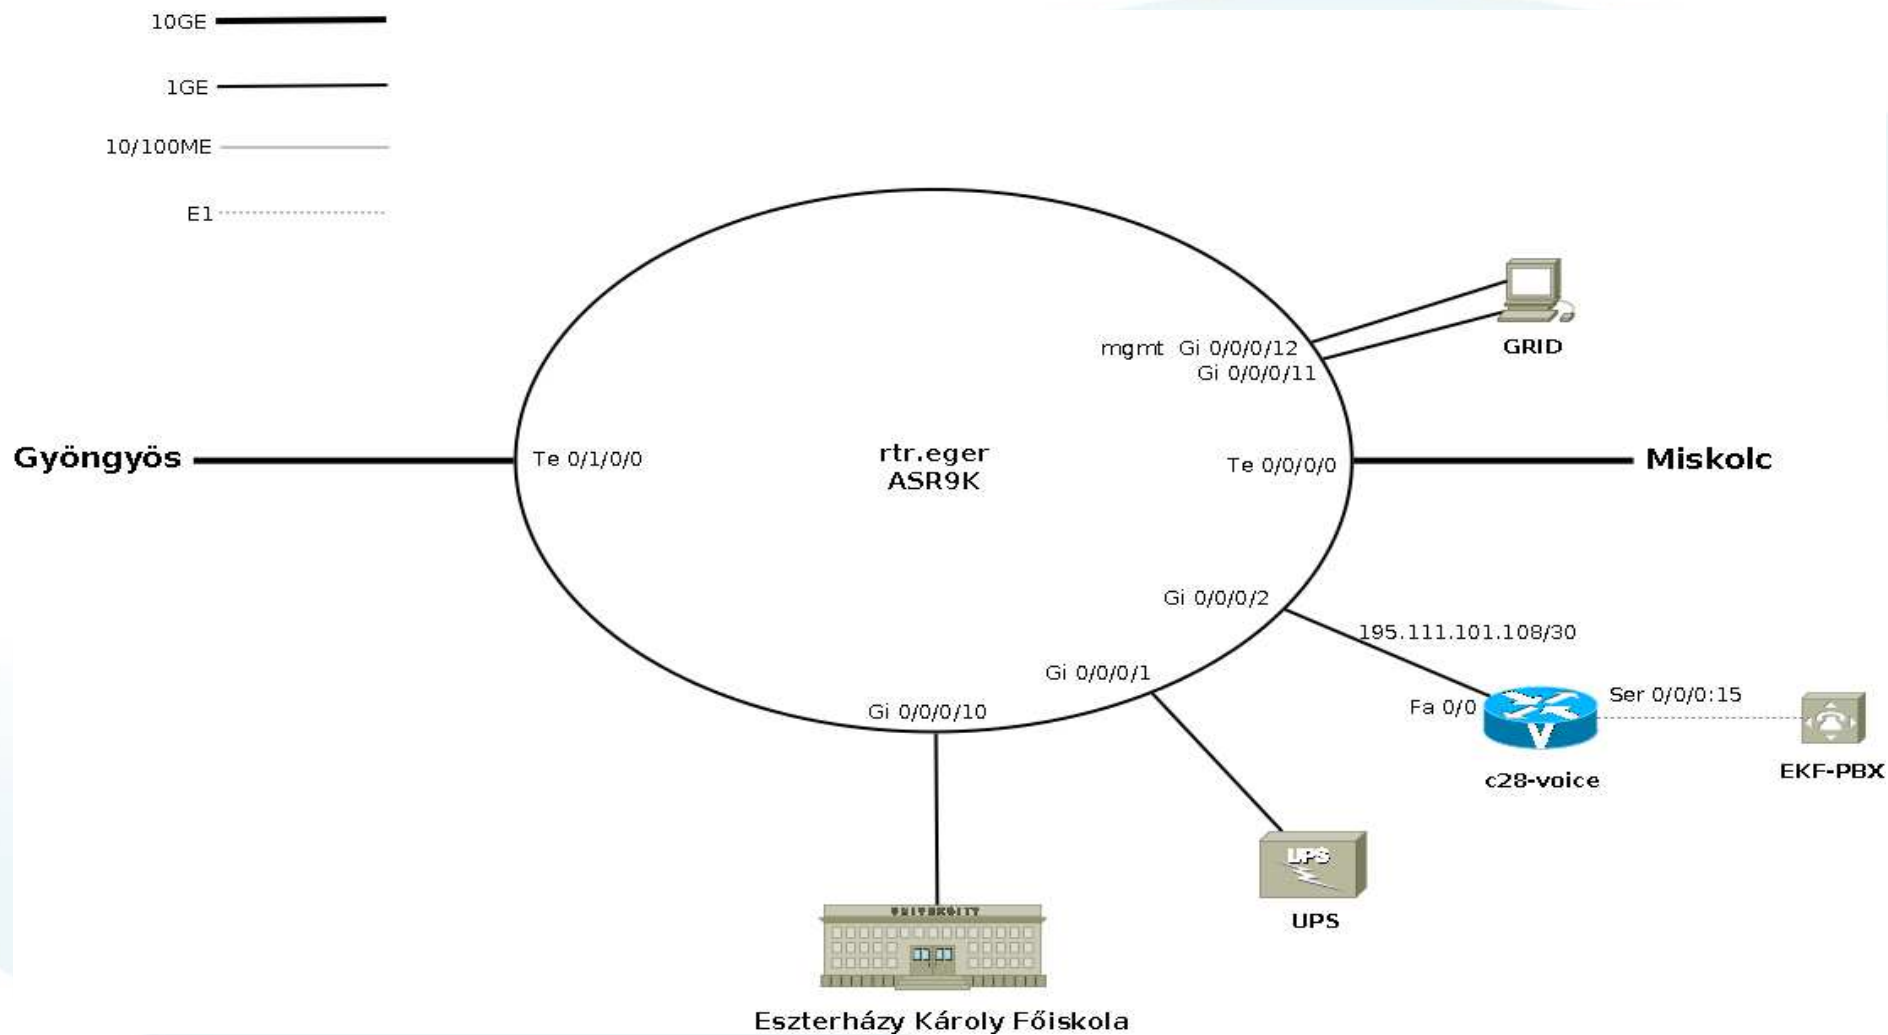 10GE
1GE
10/100ME
E1
mgmt Gi 0/0/0/12
Gi 0/0/0/11
GRID
Gyöngyös
Te 0/1/0/0
rtr.eger
ASR9K
Te 0/0/0/0
Miskolc
Gi 0/0/0/2
195.111.101.108/30
Gi 0/0/0/1
Gi 0/0/0/10
Fa 0/0
Ser 0/0/0:15
V
c28-voice
EKF-PBX
UPS
UPS
UNIVERSITY
Eszterházy Károly Főiskola